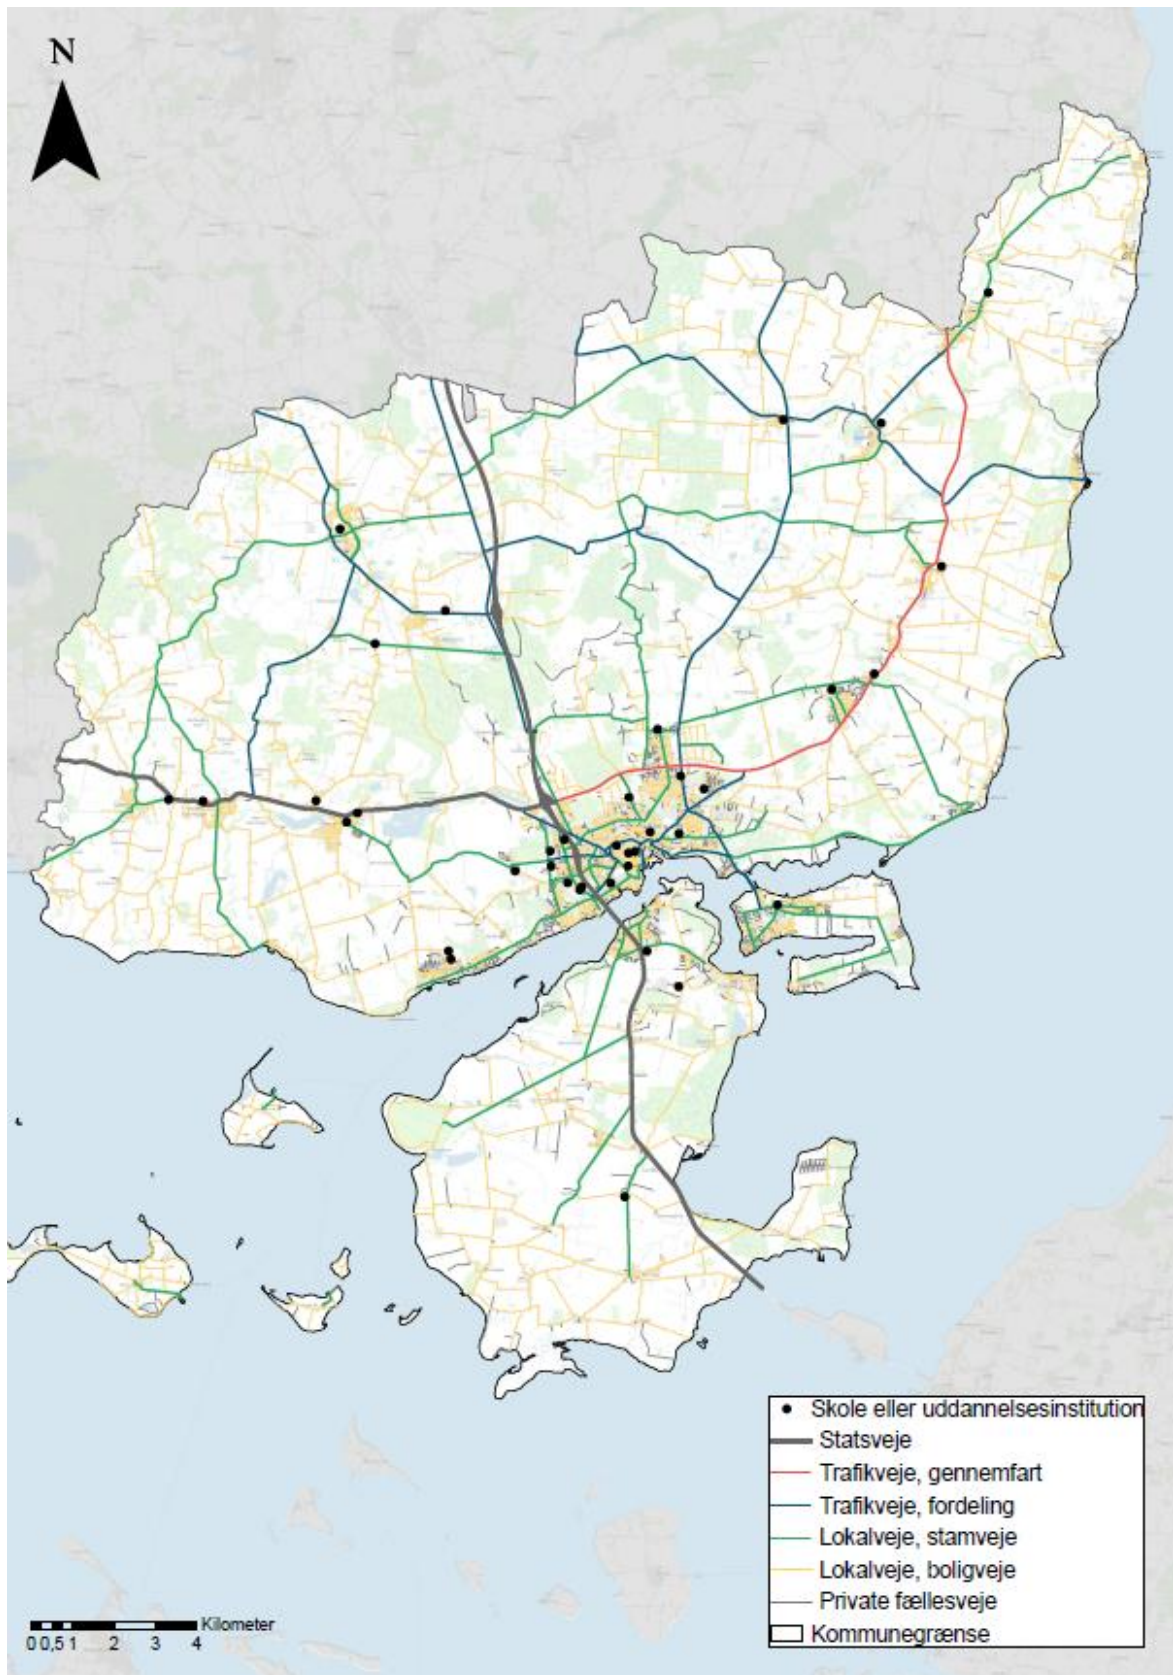 N
Skole eller uddannelsesinstitution
Statsveje
Trafikveje, gennemfart
Trafikveje, fordeling
Lokalveje, stamveje
Lokalveje, boligveje
Private fællesveje
Kommunegrænse
Kilometer
0 0,5 1 2 3 4